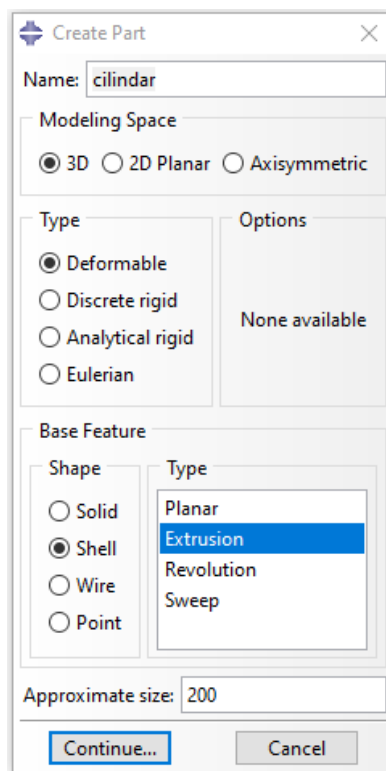 Create Part
Name: cilindar
Modeling Space
3D 2D Planar Axisymmetric
Type
Deformable
Discrete rigid
Analytical rigid
Eulerian
Options
None available
Base Feature
Shape
Solid
Shell
Wire
Point
Type
Planar
Extrusion
Revolution
Sweep
Approximate size: 200
Continue... Cancel